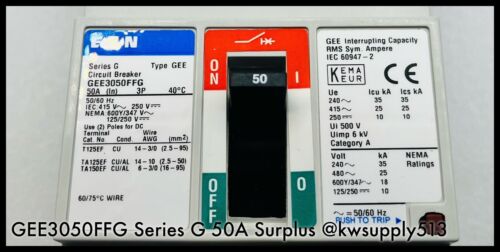 E·T·N
Series G Type GEE
Circuit Breaker
GEE3050FFG
50A (In) 3P 40°C
50/60 Hz
IEC 415 V∼ 250 V⎓
NEMA 600Y/347 V∼
125/250 V⎓
Use (2) Poles for DC
Terminal Wire
Cat No. Cond. AWG (mm2)
T125EF CU 14-3/0 (2.5-95)
TA125EF CU/AL 14-10 (2.5-50)
TA150EF CU/AL 6-3/0 (16-95)
60/75°C WIRE
ON
I
50
OFF
O
GEE Interrupting Capacity
RMS Sym. Ampere
IEC 60947-2
KEMA
KEUR
Icu Ics
Ue kA kA
240∼ 35 35
415∼ 25 25
250⎓ 10 10
Ui 500 V
Uimp 6 kV
Category A
Volt kA NEMA
240∼ 35 Ratings
480∼ 25
600Y/347∼ 18
125/250⎓ 10
∼ = 50/60 Hz
PUSH TO TRIP
GEE3050FFG Series G 50A Surplus @kwsupply513